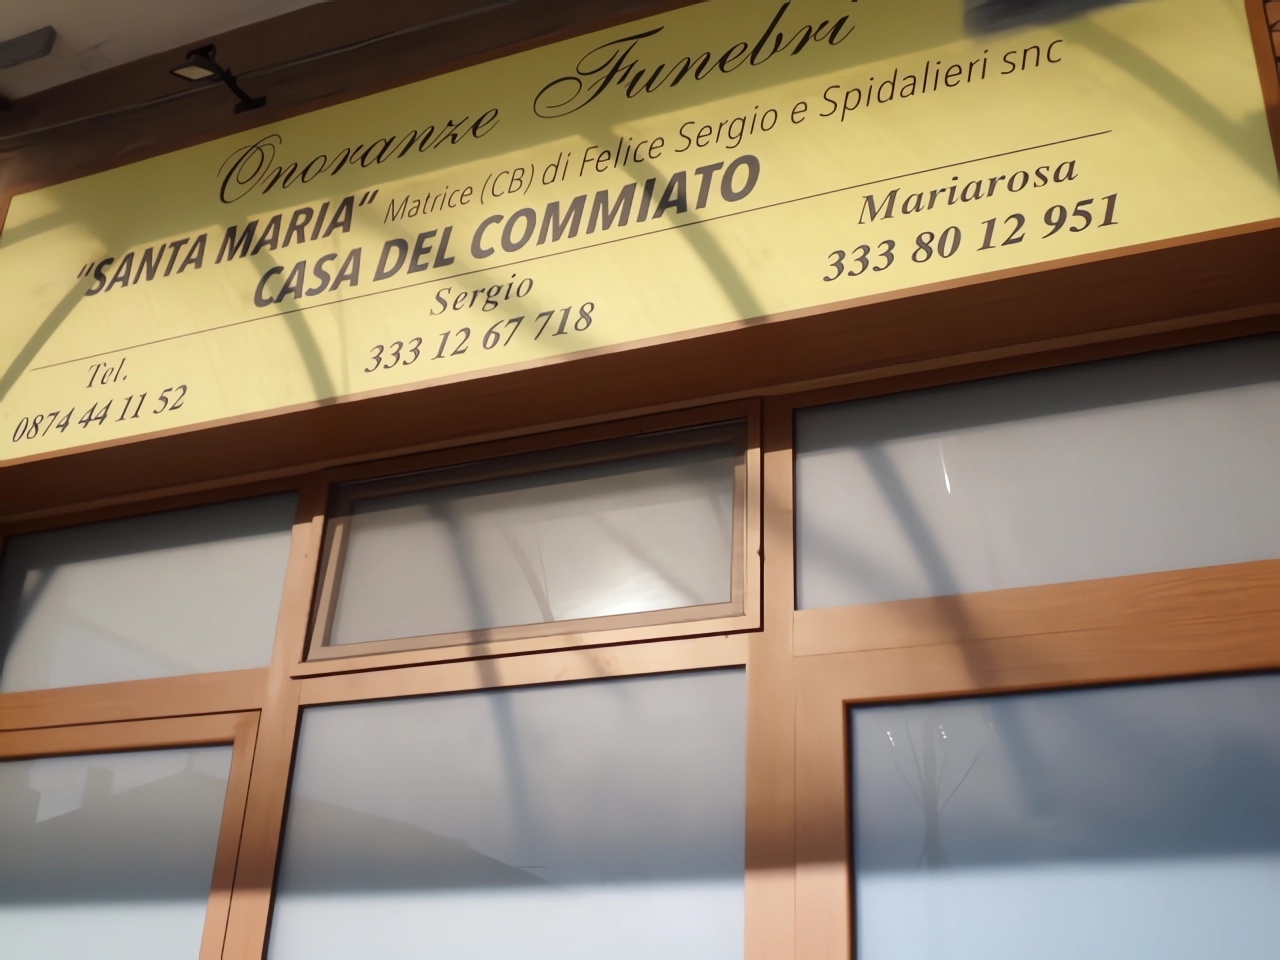 Onoranze Funebri
"SANTA MARIA" Matrice (CB) di Felice Sergio e Spidalieri snc
CASA DEL COMMIATO
Tel.
0874 44 11 52
Sergio
333 12 67 718
Mariarosa
333 80 12 951